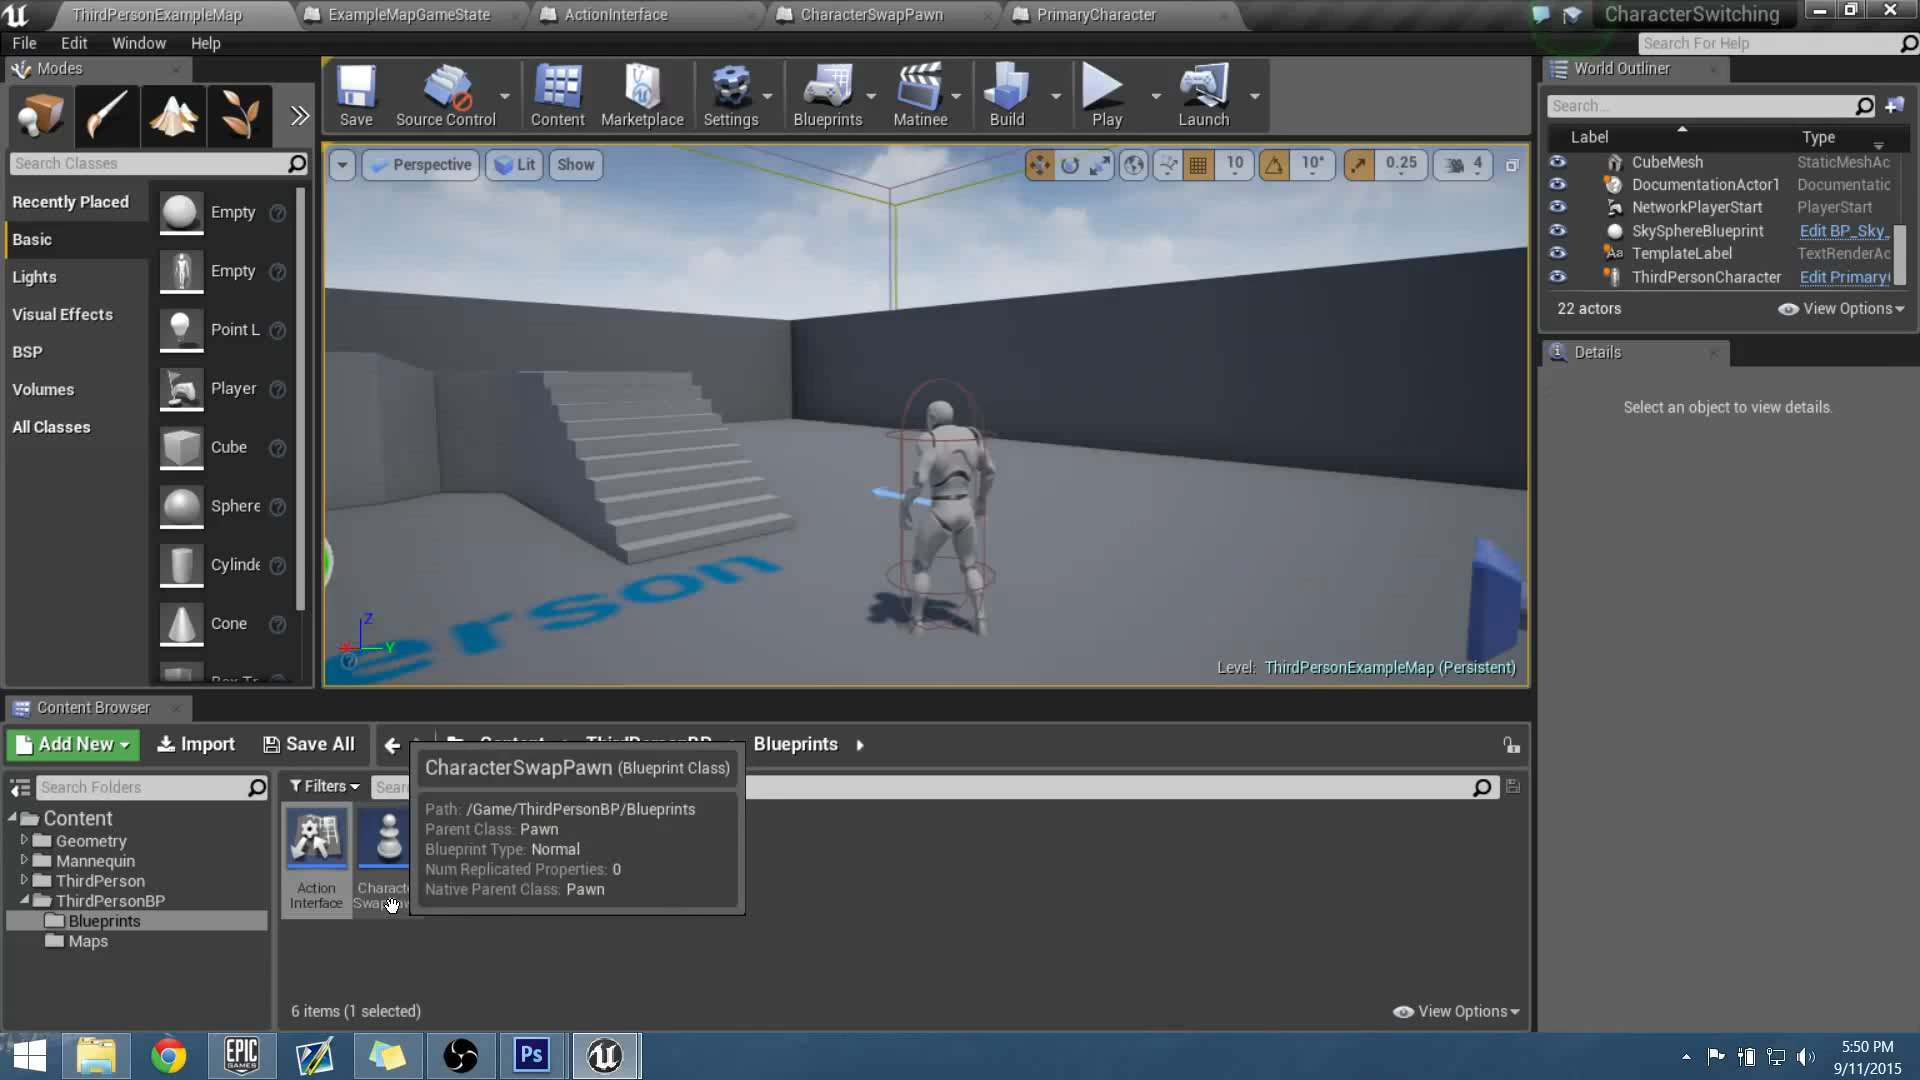 ThirdPersonExampleMap
ExampleMapGameState
ActionInterface
CharacterSwapPawn
PrimaryCharacter
CharacterSwitching
File Edit Window Help
Search For Help
Modes
Save
Source Control
Content
Marketplace
Settings
Blueprints
Matinee
Build
Play
Launch
World Outliner
Search...
Label Type
CubeMesh StaticMeshAc
DocumentationActor1 Documentatic
NetworkPlayerStart PlayerStart
SkySphereBlueprint Edit BP_Sky_
TemplateLabel TextRenderAc
ThirdPersonCharacter Edit Primary
22 actors
View Options
Details
Select an object to view details.
Search Classes
Recently Placed
Basic
Lights
Visual Effects
BSP
Volumes
All Classes
Empty
Empty
Point L
Player
Cube
Sphere
Cylinde
Cone
Perspective
Lit
Show
10
10°
0.25
4
erson
Z
X
Y
Level: ThirdPersonExampleMap (Persistent)
Content Browser
Add New
Import
Save All
Blueprints
Search Folders
Filters
Sear
Content
Geometry
Mannequin
ThirdPerson
ThirdPersonBP
Blueprints
Maps
Action
Interface
Characte
CharacterSwapPawn (Blueprint Class)
Path: /Game/ThirdPersonBP/Blueprints
Parent Class: Pawn
Blueprint Type: Normal
Num Replicated Properties: 0
Native Parent Class: Pawn
6 items (1 selected)
View Options
EPIC
GAMES
Ps
5:50 PM
9/11/2015